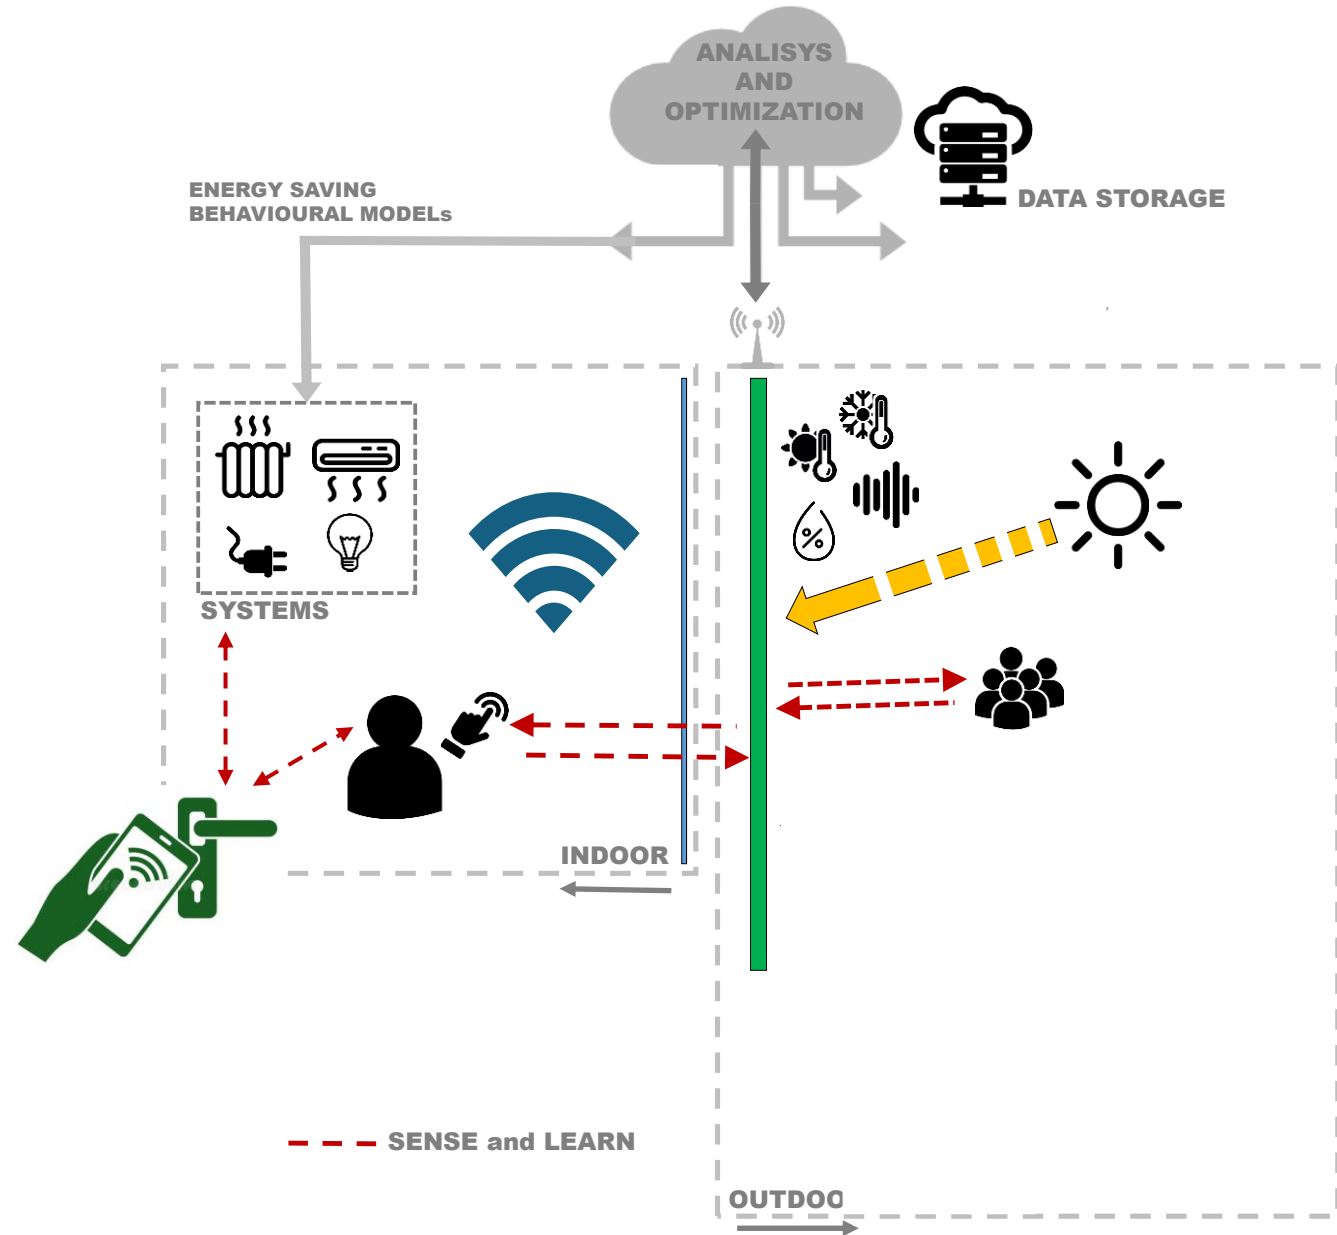 ANALISYS
AND
OPTIMIZATION
DATA STORAGE
ENERGY SAVING
BEHAVIOURAL MODELs
%
SYSTEMS
INDOOR
SENSE and LEARN
OUTDOO